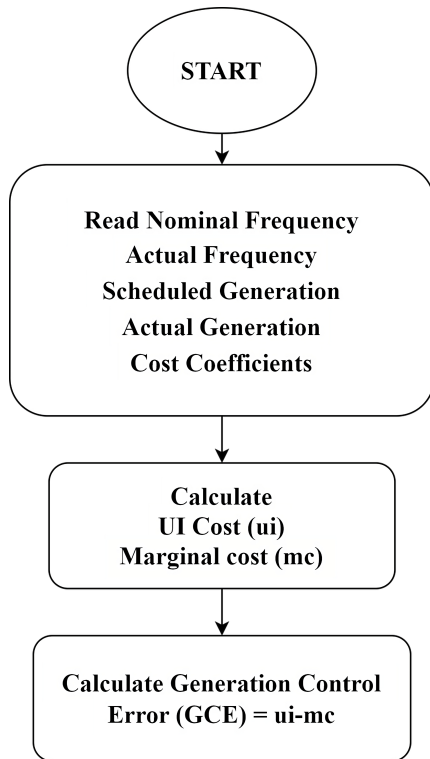 START
Read Nominal Frequency
Actual Frequency
Scheduled Generation
Actual Generation
Cost Coefficients
Calculate
UI Cost (ui)
Marginal cost (mc)
Calculate Generation Control
Error (GCE) = ui-mc